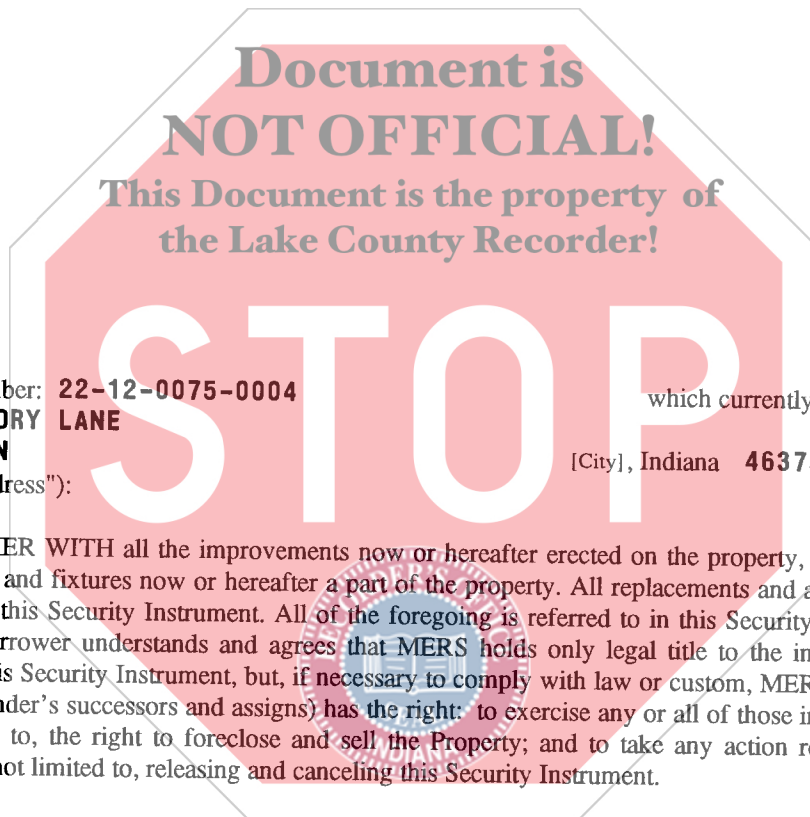 Document is
NOT OFFICIAL!
This Document is the property of
the Lake County Recorder!
STOP
ber: 22-12-0075-0004 which currently
ORY LANE
N [City], Indiana 4637
dress"):
ER WITH all the improvements now or hereafter erected on the property,
and fixtures now or hereafter a part of the property. All replacements and a
this Security Instrument. All of the foregoing is referred to in this Security
rrower understands and agrees that MERS holds only legal title to the in
is Security Instrument, but, if necessary to comply with law or custom, MER
nder's successors and assigns) has the right: to exercise any or all of those in
to, the right to foreclose and sell the Property; and to take any action r
not limited to, releasing and canceling this Security Instrument.
INDIANA